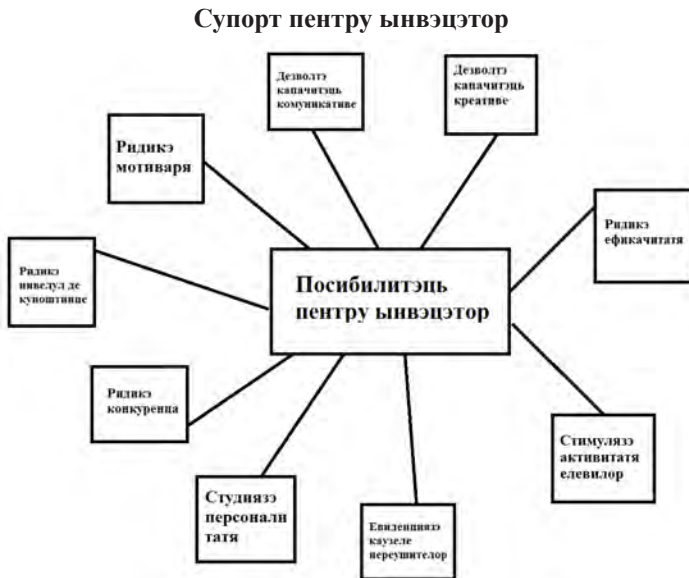 Супорт пентру ынвэцэтор
Дезволтэ
капачитэць
комуникативе
Дезволтэ
капачитэць
креативе
Ридикэ
мотиваря
Ридикэ
ефикачитатя
Ридикэ
нивелул де
куноштинце
Посибилитэць
пентру ынвэцэтор
Ридикэ
конкуренца
Стимулязэ
активитатя
елевилор
Студиязэ
персонали
татя
Евиденциязэ
каузеле
нереушителор